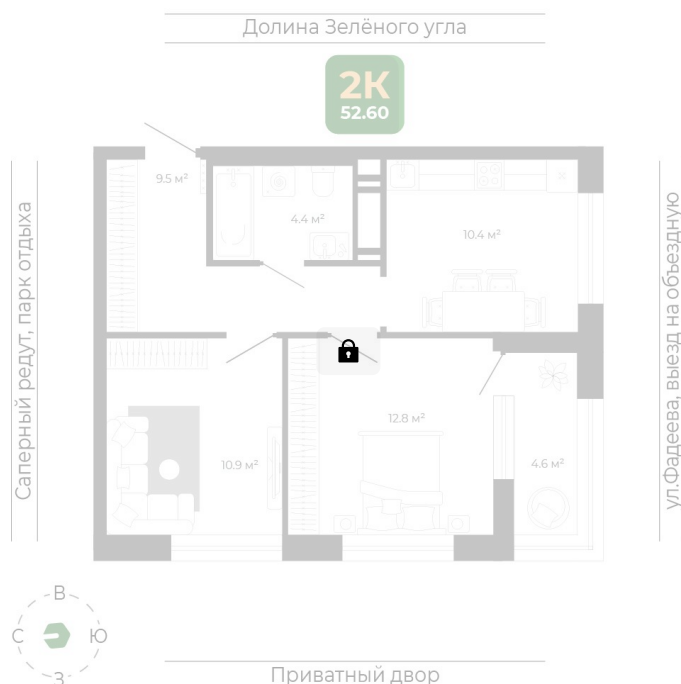 Долина Зелёного угла
2К
52.60
9.5 м²
4.4 м²
10.4 м²
Саперный редут, парк отдыха
ул.Фадеева, выезд на объездную
12.8 м²
10.9 м²
4.6 м²
В
С
Ю
З
Приватный двор